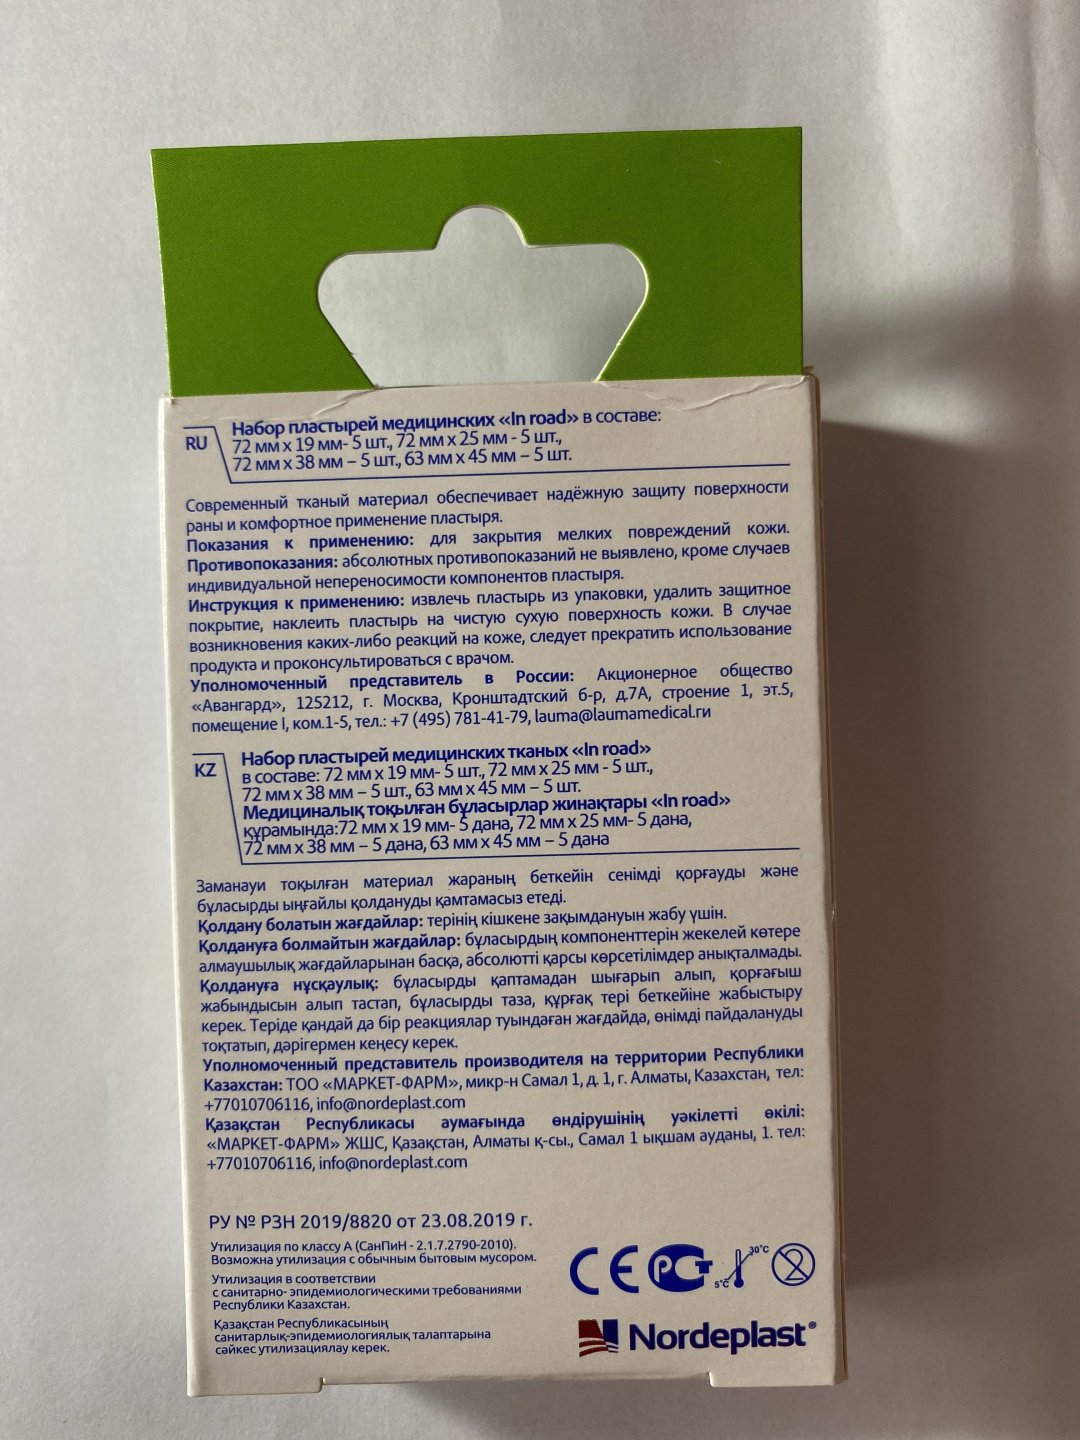 RU
Набор пластырей медицинских «In road» в составе:
72 мм х 19 мм- 5 шт., 72 мм х 25 мм - 5 шт.,
72 мм х 38 мм – 5 шт., 63 мм х 45 мм – 5 шт.
Современный тканый материал обеспечивает надёжную защиту поверхности
раны и комфортное применение пластыря.
Показания к применению: для закрытия мелких повреждений кожи.
Противопоказания: абсолютных противопоказаний не выявлено, кроме случаев
индивидуальной непереносимости компонентов пластыря.
Инструкция к применению: извлечь пластырь из упаковки, удалить защитное
покрытие, наклеить пластырь на чистую сухую поверхность кожи. В случае
возникновения каких-либо реакций на коже, следует прекратить использование
продукта и проконсультироваться с врачом.
Уполномоченный представитель в России: Акционерное общество
«Авангард», 125212, г. Москва, Кронштадтский б-р, д.7А, строение 1, эт.5,
помещение I, ком.1-5, тел.: +7 (495) 781-41-79, lauma@laumamedical.ги
KZ
Набор пластырей медицинских тканых «In road»
в составе: 72 мм х 19 мм- 5 шт., 72 мм х 25 мм - 5 шт.,
72 мм х 38 мм – 5 шт., 63 мм х 45 мм – 5 шт.
Медициналық тоқылған бұласырлар жинақтары «In road»
құрамында:72 мм х 19 мм- 5 дана, 72 мм х 25 мм- 5 дана,
72 мм х 38 мм – 5 дана, 63 мм х 45 мм – 5 дана
Заманауи тоқылған материал жараның беткейін сенімді қорғауды және
бұласырды ыңғайлы қолдануды қамтамасыз етеді.
Қолдану болатын жағдайлар: терінің кішкене зақымдануын жабу үшін.
Қолдануға болмайтын жағдайлар: бұласырдың компоненттерін жекелей көтере
алмаушылық жағдайларынан басқа, абсолютті қарсы көрсетілімдер анықталмады.
Қолдануға нұсқаулық: бұласырды қаптамадан шығарып алып, қорғағыш
жабындысын алып тастап, бұласырды таза, құрғақ тері беткейіне жабыстыру
керек. Теріде қандай да бір реакциялар туындаған жағдайда, өнімді пайдалануды
тоқтатып, дәрігермен кеңесу керек.
Уполномоченный представитель производителя на территории Республики
Казахстан: ТОО «МАРКЕТ-ФАРМ», микр-н Самал 1, д. 1, г. Алматы, Казахстан, тел:
+77010706116, info@nordeplast.com
Қазақстан Республикасы аумағында өндірушінің уәкілетті өкілі:
«МАРКЕТ-ФАРМ» ЖШС, Қазақстан, Алматы қ-сы., Самал 1 ықшам ауданы, 1. тел:
+77010706116, info@nordeplast.com
РУ № РЗН 2019/8820 от 23.08.2019 г.
Утилизация по классу А (СанПиН - 2.1.7.2790-2010).
Возможна утилизация с обычным бытовым мусором.
Утилизация в соответствии
с санитарно- эпидемиологическими требованиями
Республики Казахстан.
Қазақстан Республикасының
санитарлық-эпидемиологиялық талаптарына
сәйкес утилизациялау керек.
CE РСТ 5°C 30°C 2
Nordeplast®